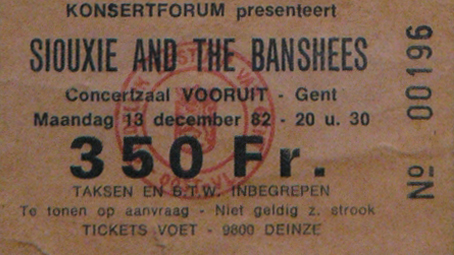 KONSERTFORUM presenteert
SIOUXIE AND THE BANSHEES
Concertzaal VOORUIT - Gent
Maandag 13 december 82 - 20 u. 30
350 Fr.
TAKSEN EN B.T.W. INBEGREPEN
Te tonen op aanvraag - Niet geldig z. strook
TICKETS VOET - 9800 DEINZE
Nº 00196